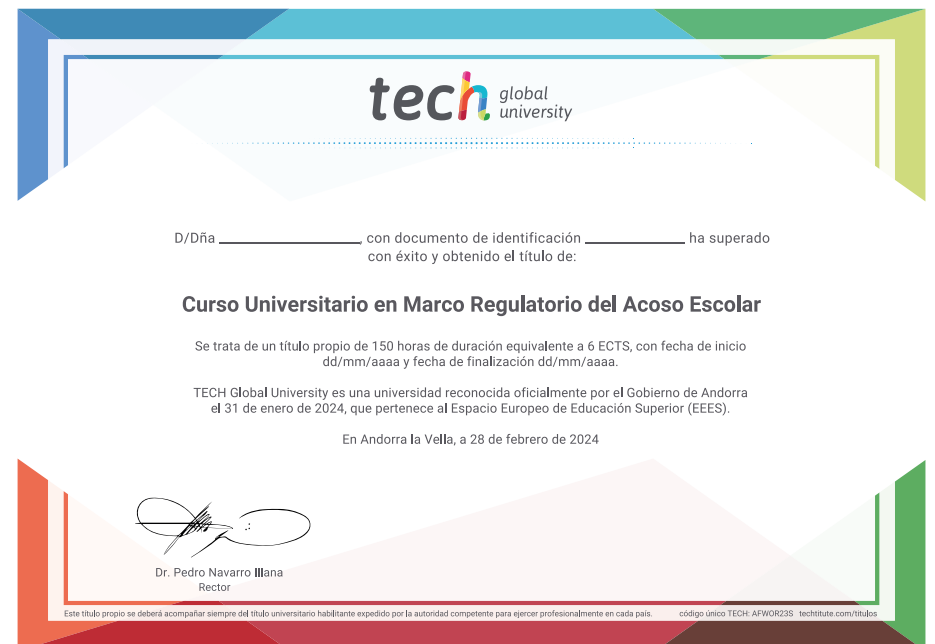 tech global university
D/Dña ______________, con documento de identificación __________ ha superado
con éxito y obtenido el título de:
Curso Universitario en Marco Regulatorio del Acoso Escolar
Se trata de un título propio de 150 horas de duración equivalente a 6 ECTS, con fecha de inicio
dd/mm/aaaa y fecha de finalización dd/mm/aaaa.
TECH Global University es una universidad reconocida oficialmente por el Gobierno de Andorra
el 31 de enero de 2024, que pertenece al Espacio Europeo de Educación Superior (EEES).
En Andorra la Vella, a 28 de febrero de 2024
Dr. Pedro Navarro Illana
Rector
Este título propio se deberá acompañar siempre del título universitario habilitante expedido por la autoridad competente para ejercer profesionalmente en cada país. código único TECH: AFWOR23S techtitute.com/titulos